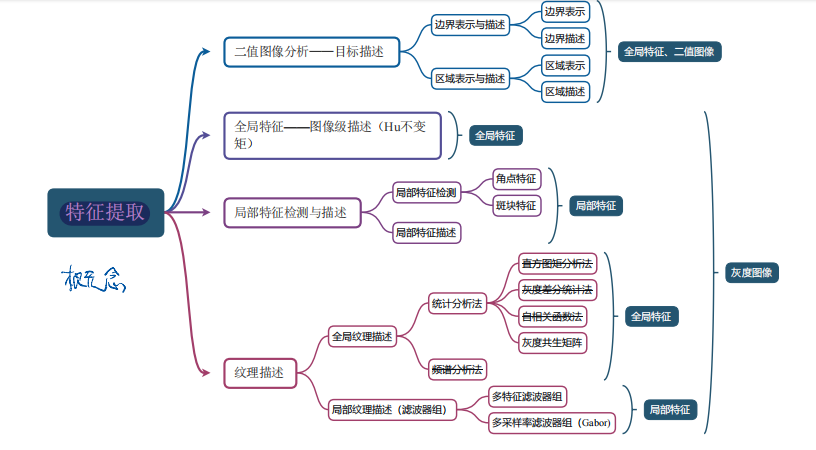 特征提取
概念
二值图像分析——目标描述
边界表示与描述
边界表示
边界描述
区域表示与描述
区域表示
区域描述
全局特征、二值图像
全局特征——图像级描述（Hu不变
矩）
全局特征
局部特征检测与描述
局部特征检测
角点特征
斑块特征
局部特征描述
局部特征
纹理描述
全局纹理描述
统计分析法
直方图矩分析法
灰度差分统计法
自相关函数法
灰度共生矩阵
频谱分析法
全局特征
局部纹理描述（滤波器组）
多特征滤波器组
多采样率滤波器组（Gabor）
局部特征
灰度图像